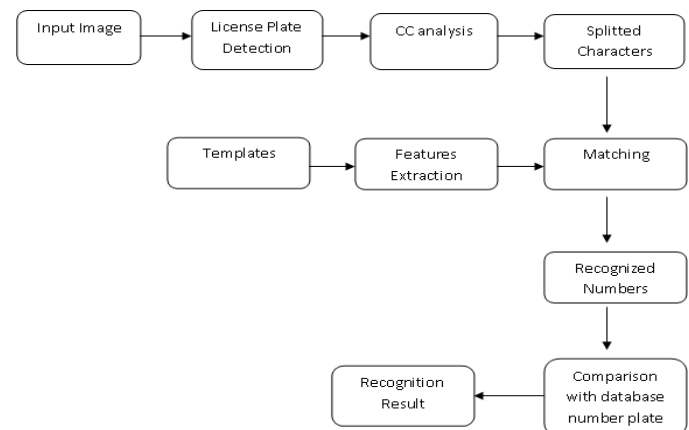 Input Image
License Plate
Detection
CC analysis
Splitted
Characters
Templates
Features
Extraction
Matching
Recognized
Numbers
Recognition
Result
Comparison
with database
number plate